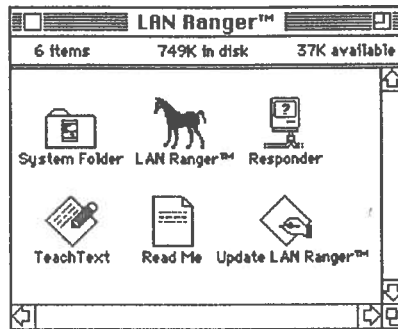 LAN Ranger™
6 items 749K in disk 37K available
System Folder LAN Ranger™ Responder
TeachText Read Me Update LAN Ranger™